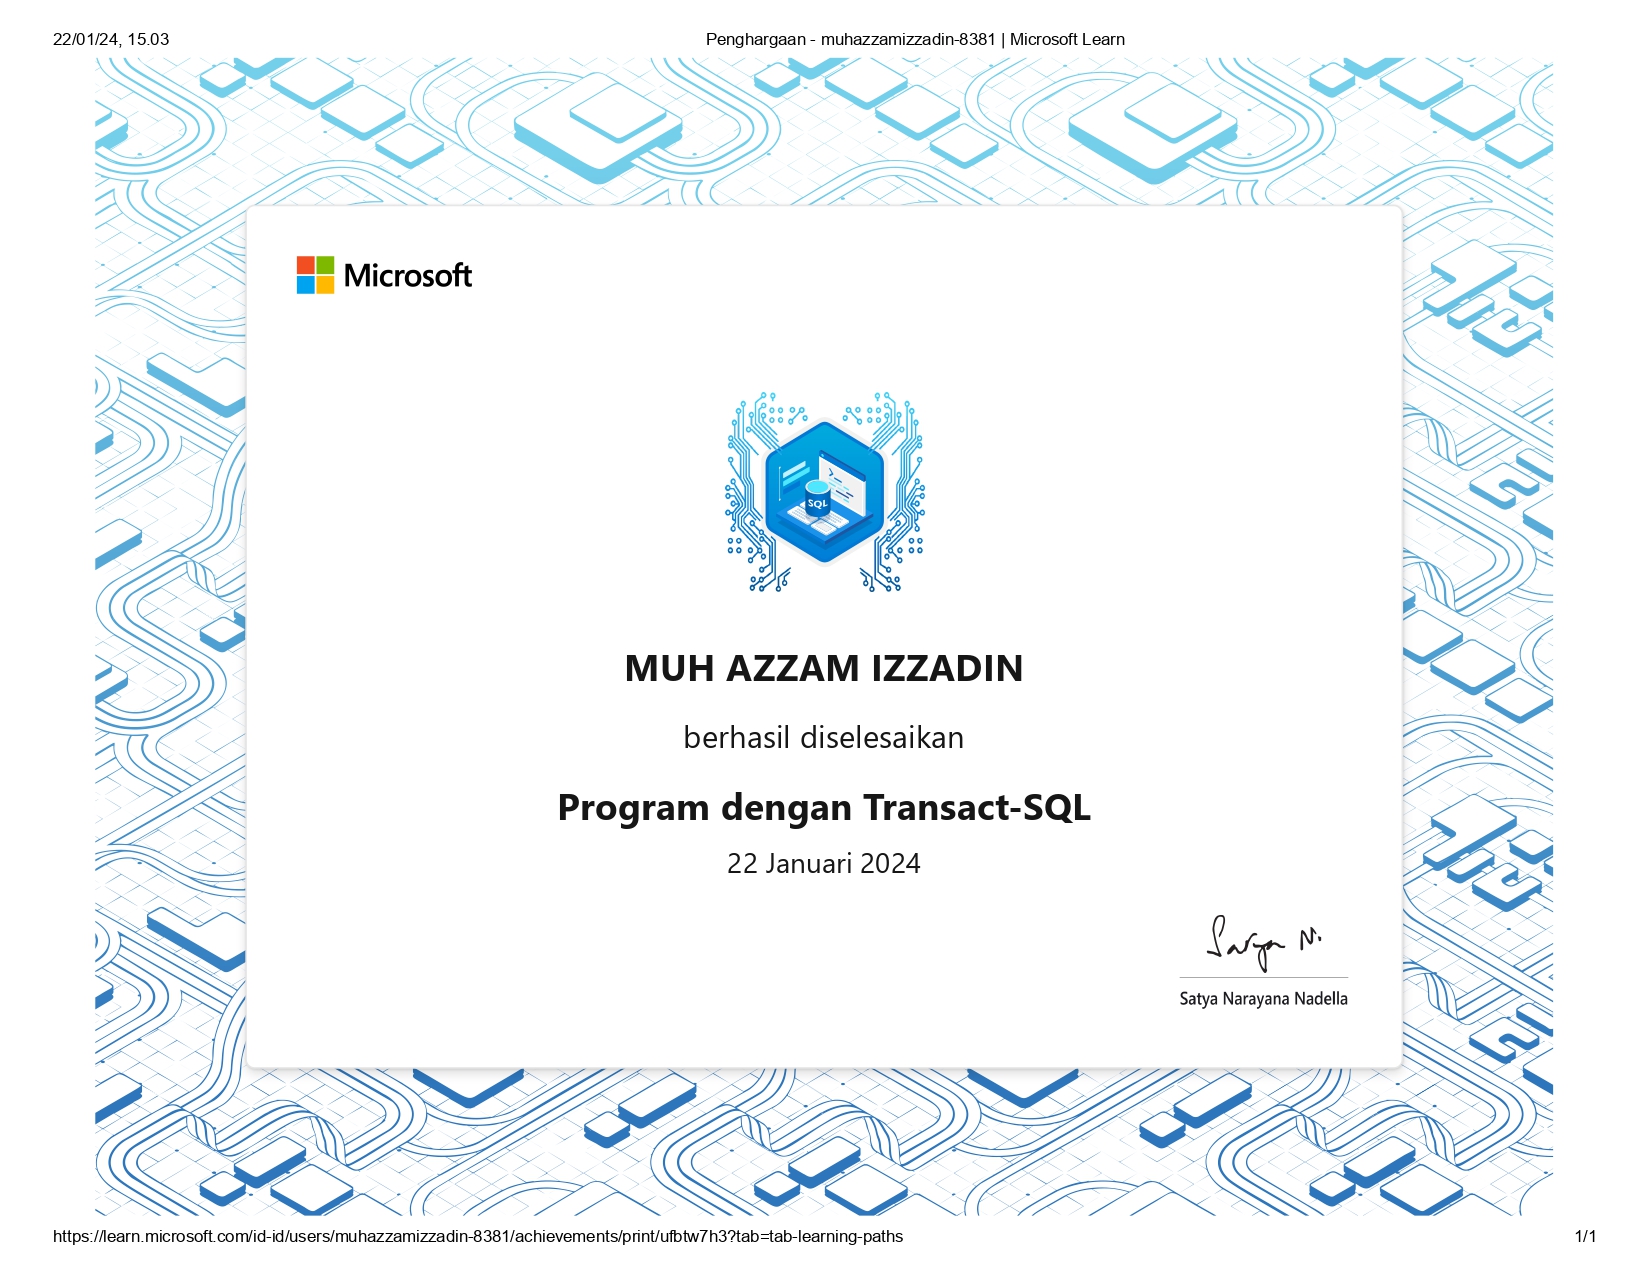 22/01/24, 15.03
Penghargaan - muhazzamizzadin-8381 | Microsoft Learn
Microsoft
SQL
MUH AZZAM IZZADIN
berhasil diselesaikan
Program dengan Transact-SQL
22 Januari 2024
Satya N.
Satya Narayana Nadella
https://learn.microsoft.com/id-id/users/muhazzamizzadin-8381/achievements/print/ufbtw7h3?tab=tab-learning-paths
1/1